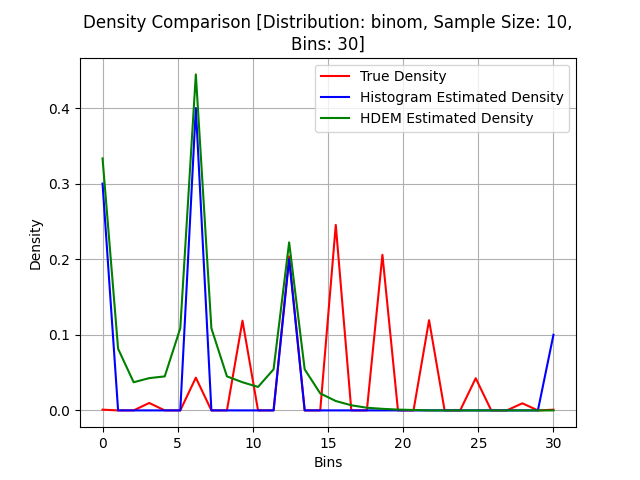 Density Comparison [Distribution: binom, Sample Size: 10,
Bins: 30]
True Density
Histogram Estimated Density
HDEM Estimated Density
Density
0.4
0.3
0.2
0.1
0.0
0 5 10 15 20 25 30
Bins